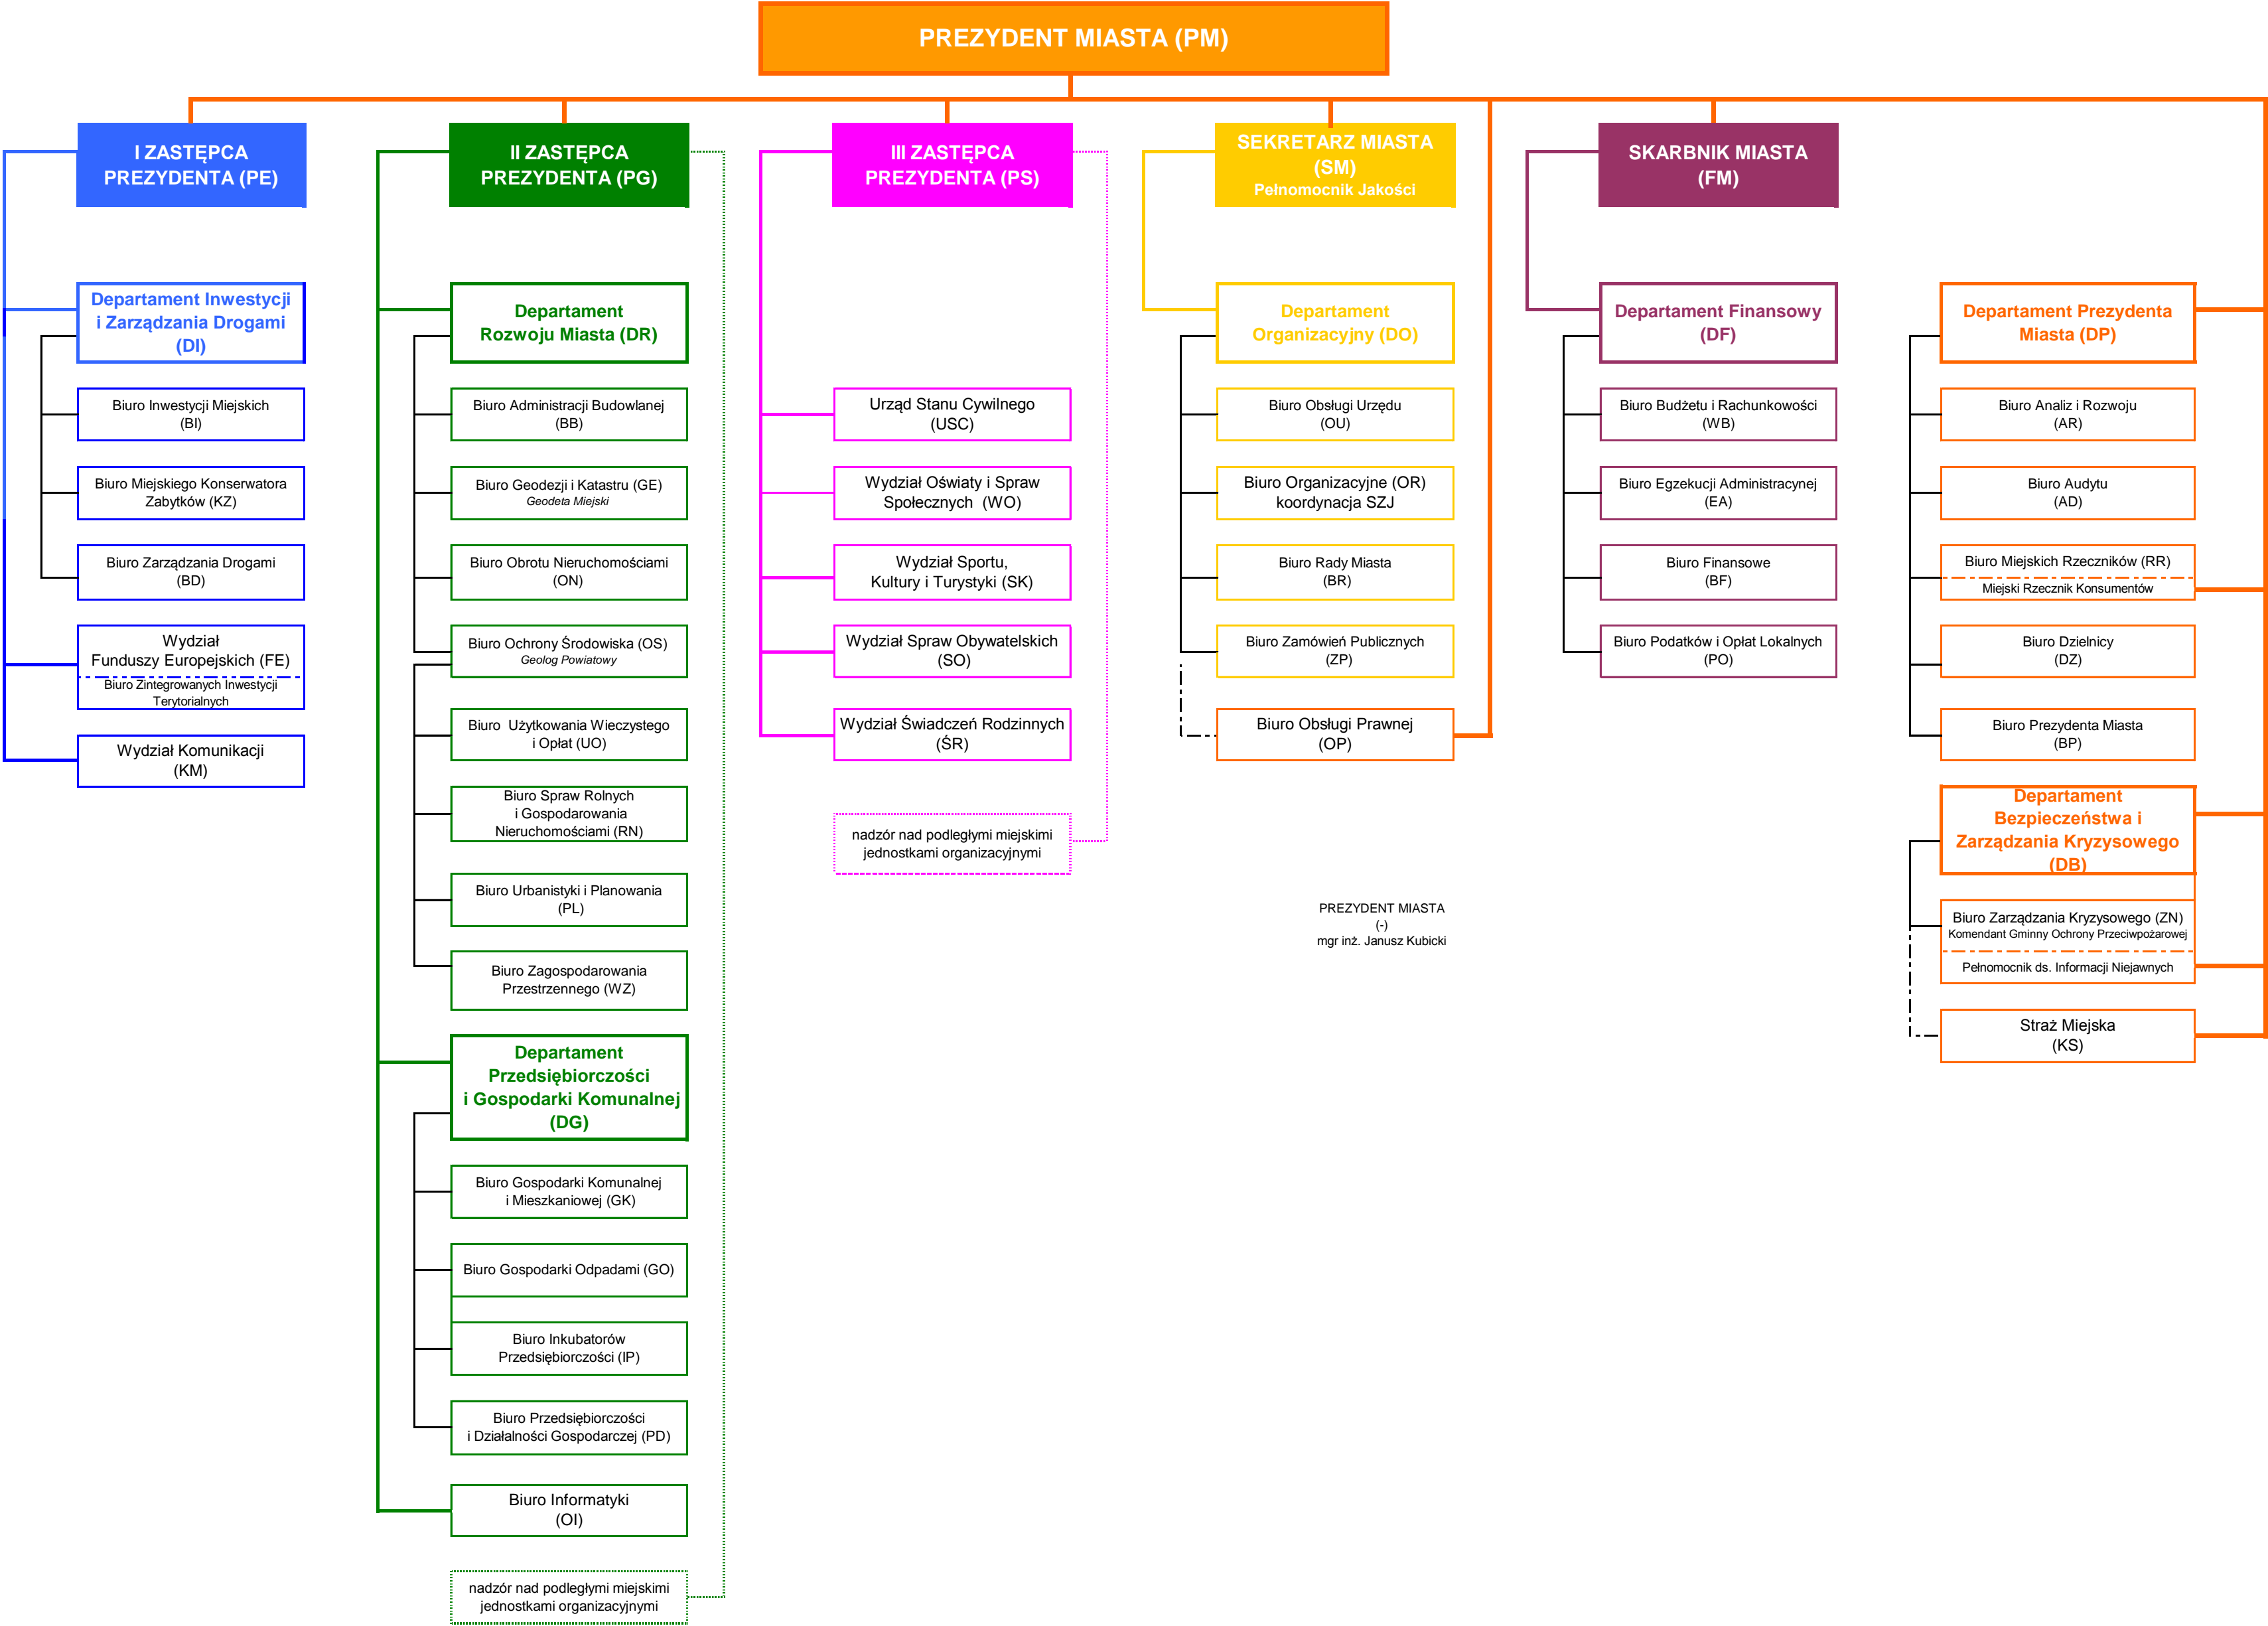 PREZYDENT MIASTA (PM)
I ZASTĘPCA
PREZYDENTA (PE)
Departament Inwestycji
i Zarządzania Drogami
(DI)
Biuro Inwestycji Miejskich
(BI)
Biuro Miejskiego Konserwatora
Zabytków (KZ)
Biuro Zarządzania Drogami
(BD)
Wydział
Funduszy Europejskich (FE)
Biuro Zintegrowanych Inwestycji
Terytorialnych
Wydział Komunikacji
(KM)
II ZASTĘPCA
PREZYDENTA (PG)
Departament
Rozwoju Miasta (DR)
Biuro Administracji Budowlanej
(BB)
Biuro Geodezji i Katastru (GE)
Geodeta Miejski
Biuro Obrotu Nieruchomościami
(ON)
Biuro Ochrony Środowiska (OS)
Geolog Powiatowy
Biuro Użytkowania Wieczystego
i Opłat (UO)
Biuro Spraw Rolnych
i Gospodarowania
Nieruchomościami (RN)
Biuro Urbanistyki i Planowania
(PL)
Biuro Zagospodarowania
Przestrzennego (WZ)
Departament
Przedsiębiorczości
i Gospodarki Komunalnej
(DG)
Biuro Gospodarki Komunalnej
i Mieszkaniowej (GK)
Biuro Gospodarki Odpadami (GO)
Biuro Inkubatorów
Przedsiębiorczości (IP)
Biuro Przedsiębiorczości
i Działalności Gospodarczej (PD)
Biuro Informatyki
(OI)
nadzór nad podległymi miejskimi
jednostkami organizacyjnymi
III ZASTĘPCA
PREZYDENTA (PS)
Urząd Stanu Cywilnego
(USC)
Wydział Oświaty i Spraw
Społecznych (WO)
Wydział Sportu,
Kultury i Turystyki (SK)
Wydział Spraw Obywatelskich
(SO)
Wydział Świadczeń Rodzinnych
(ŚR)
nadzór nad podległymi miejskimi
jednostkami organizacyjnymi
SEKRETARZ MIASTA
(SM)
Pełnomocnik Jakości
Departament
Organizacyjny (DO)
Biuro Obsługi Urzędu
(OU)
Biuro Organizacyjne (OR)
koordynacja SZJ
Biuro Rady Miasta
(BR)
Biuro Zamówień Publicznych
(ZP)
Biuro Obsługi Prawnej
(OP)
PREZYDENT MIASTA
(-)
mgr inż. Janusz Kubicki
SKARBNIK MIASTA
(FM)
Departament Finansowy
(DF)
Biuro Budżetu i Rachunkowości
(WB)
Biuro Egzekucji Administracynej
(EA)
Biuro Finansowe
(BF)
Biuro Podatków i Opłat Lokalnych
(PO)
Departament Prezydenta
Miasta (DP)
Biuro Analiz i Rozwoju
(AR)
Biuro Audytu
(AD)
Biuro Miejskich Rzeczników (RR)
Miejski Rzecznik Konsumentów
Biuro Dzielnicy
(DZ)
Biuro Prezydenta Miasta
(BP)
Departament
Bezpieczeństwa i
Zarządzania Kryzysowego
(DB)
Biuro Zarządzania Kryzysowego (ZN)
Komendant Gminny Ochrony Przeciwpożarowej
Pełnomocnik ds. Informacji Niejawnych
Straż Miejska
(KS)